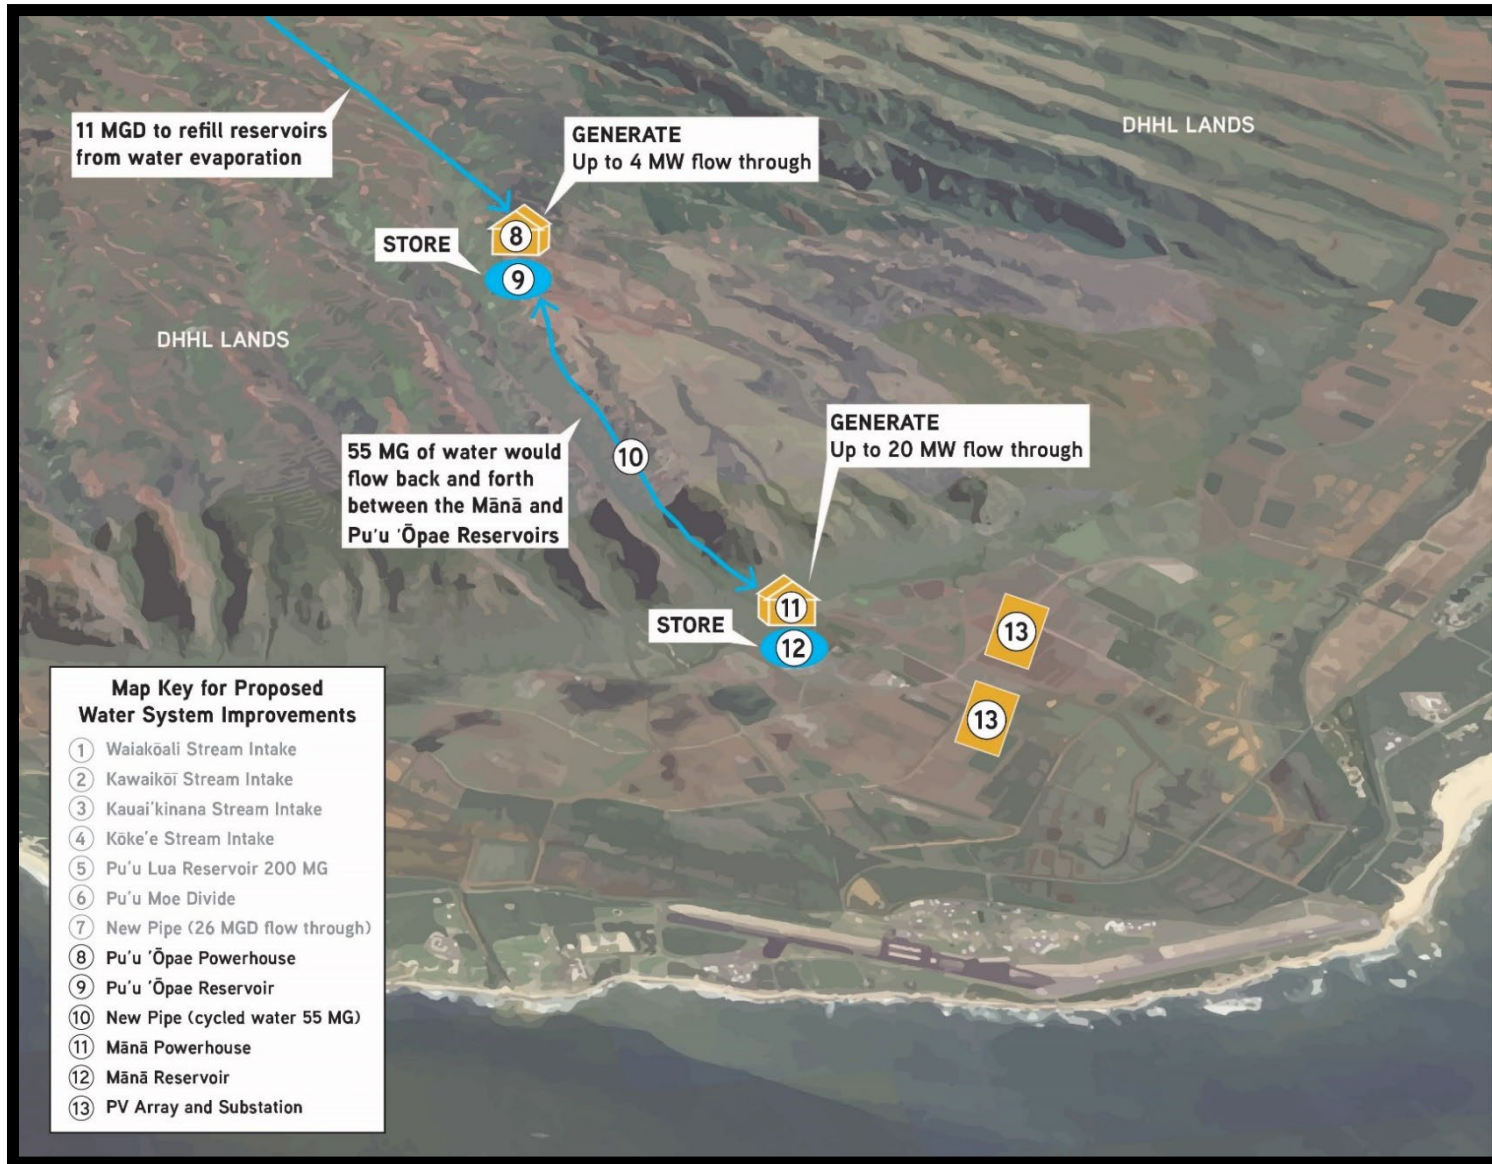 11 MGD to refill reservoirs
from water evaporation
GENERATE
Up to 4 MW flow through
DHHL LANDS
STORE
8
9
DHHL LANDS
10
55 MG of water would
flow back and forth
between the Mānā and
Pu'u 'Ōpae Reservoirs
GENERATE
Up to 20 MW flow through
STORE
11
12
13
13
Map Key for Proposed
Water System Improvements
1 Waiakōali Stream Intake
2 Kawaikōī Stream Intake
3 Kauai'kinana Stream Intake
4 Kōke'e Stream Intake
5 Pu'u Lua Reservoir 200 MG
6 Pu'u Moe Divide
7 New Pipe (26 MGD flow through)
8 Pu'u 'Ōpae Powerhouse
9 Pu'u 'Ōpae Reservoir
10 New Pipe (cycled water 55 MG)
11 Mānā Powerhouse
12 Mānā Reservoir
13 PV Array and Substation